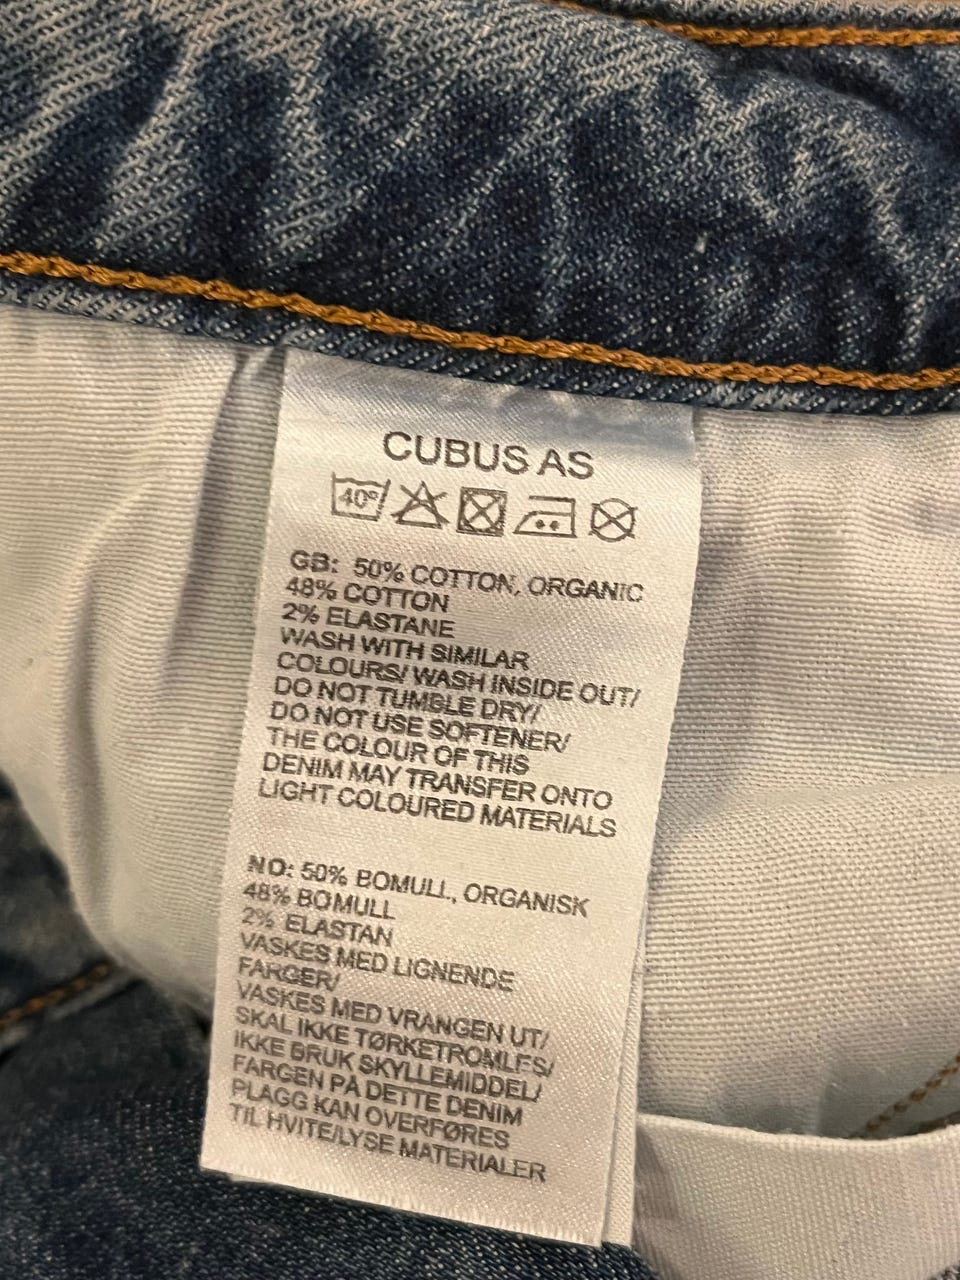 CUBUS AS
40°
GB: 50% COTTON, ORGANIC
48% COTTON
2% ELASTANE
WASH WITH SIMILAR
COLOURS/ WASH INSIDE OUT/
DO NOT TUMBLE DRY/
DO NOT USE SOFTENER/
THE COLOUR OF THIS
DENIM MAY TRANSFER ONTO
LIGHT COLOURED MATERIALS
NO: 50% BOMULL, ORGANISK
48% BOMULL
2% ELASTAN
VASKES MED LIGNENDE
FARGER/
VASKES MED VRANGEN UT/
SKAL IKKE TØRKETROMLES/
IKKE BRUK SKYLLEMIDDEL/
FARGEN PÅ DETTE DENIM
PLAGG KAN OVERFØRES
TIL HVITE/LYSE MATERIALER